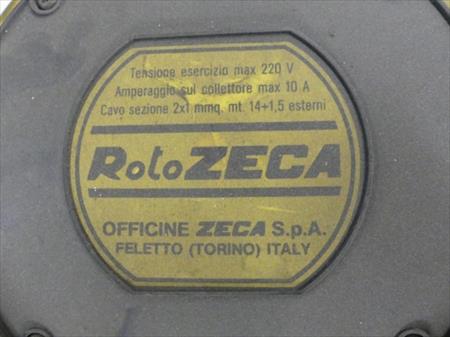 Tensione esercizio max 220 V
Amperaggio sul collettore max 10 A
Cavo sezione 2x1 mmq. mt. 14+1,5 esterni
RotoZECA
OFFICINE ZECA S.p.A.
FELETTO (TORINO) ITALY